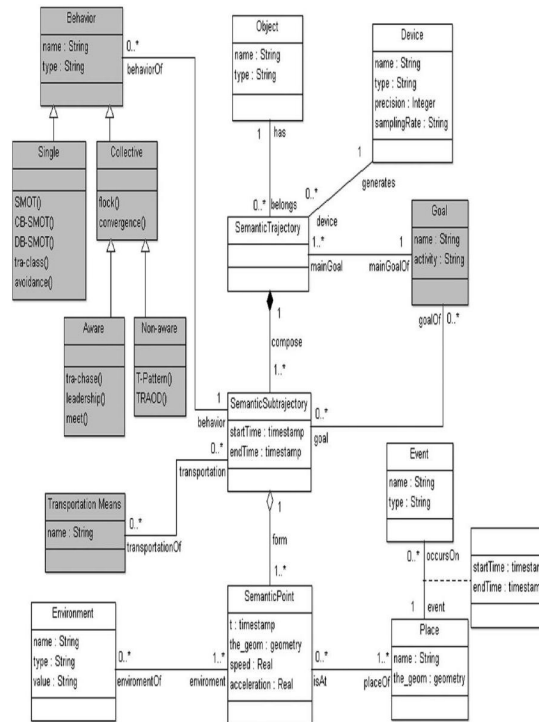 Behavior
name : String
type : String
0..*
behaviorOf
Object
name : String
type : String
Device
name : String
type : String
precision : Integer
samplingRate : String
Single
SMOT()
CB-SMOT()
DB-SMOT()
tra-class()
avoidance()
Collective
flock()
convergence()
1
has
1
generates
0..*
belongs
0..*
device
SemanticTrajectory
1..*
mainGoal
1
mainGoalOf
Goal
name : String
activity : String
goalOf
0..*
Aware
tra-chase()
leadership()
meet()
Non-aware
T-Pattern()
TRAOD()
1
compose
1..*
1
behavior
SemanticSubtrajectory
startTime : timestamp
endTime : timestamp
0..*
goal
0..*
transportation
Transportation Means
name : String
0..*
transportationOf
1
form
1..*
Event
name : String
type : String
0..*
occursOn
startTime : timestamp
endTime : timestamp
1
event
Environment
name : String
type : String
value : String
0..*
enviromentOf
1..*
enviroment
SemanticPoint
t : timestamp
the_geom : geometry
speed : Real
acceleration : Real
0..*
isAt
1..*
placeOf
Place
name : String
the_geom : geometry